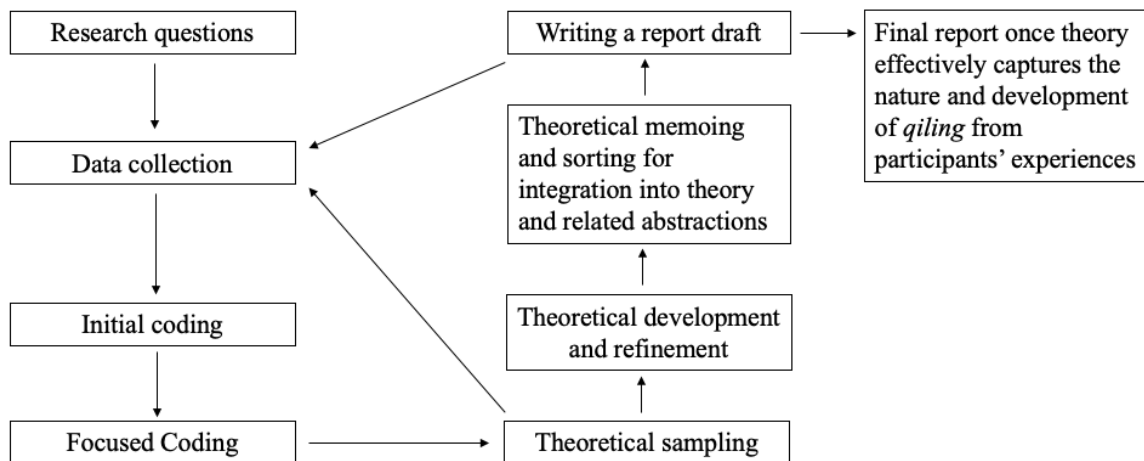 Research questions
Data collection
Initial coding
Focused Coding
Theoretical sampling
Theoretical development
and refinement
Theoretical memoing
and sorting for
integration into theory
and related abstractions
Writing a report draft
Final report once theory
effectively captures the
nature and development
of qiling from
participants’ experiences